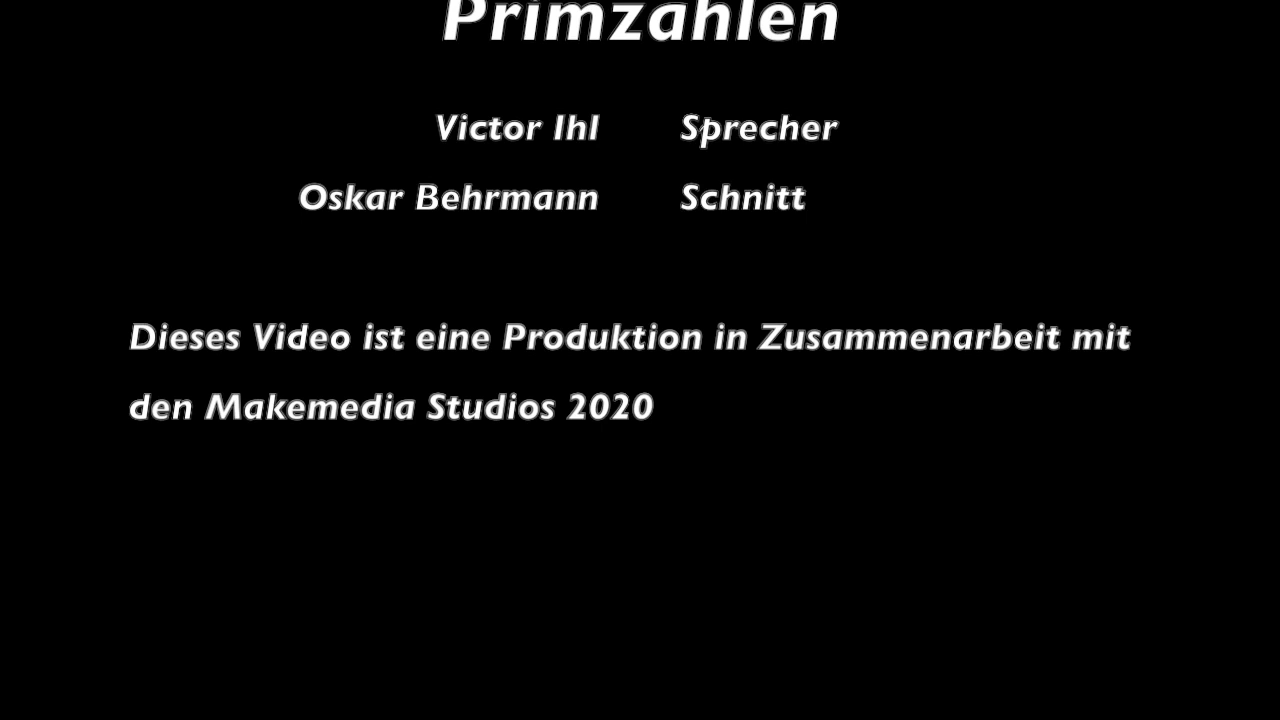 Primzahlen
Victor Ihl Sprecher
Oskar Behrmann Schnitt
Dieses Video ist eine Produktion in Zusammenarbeit mit
den Makemedia Studios 2020